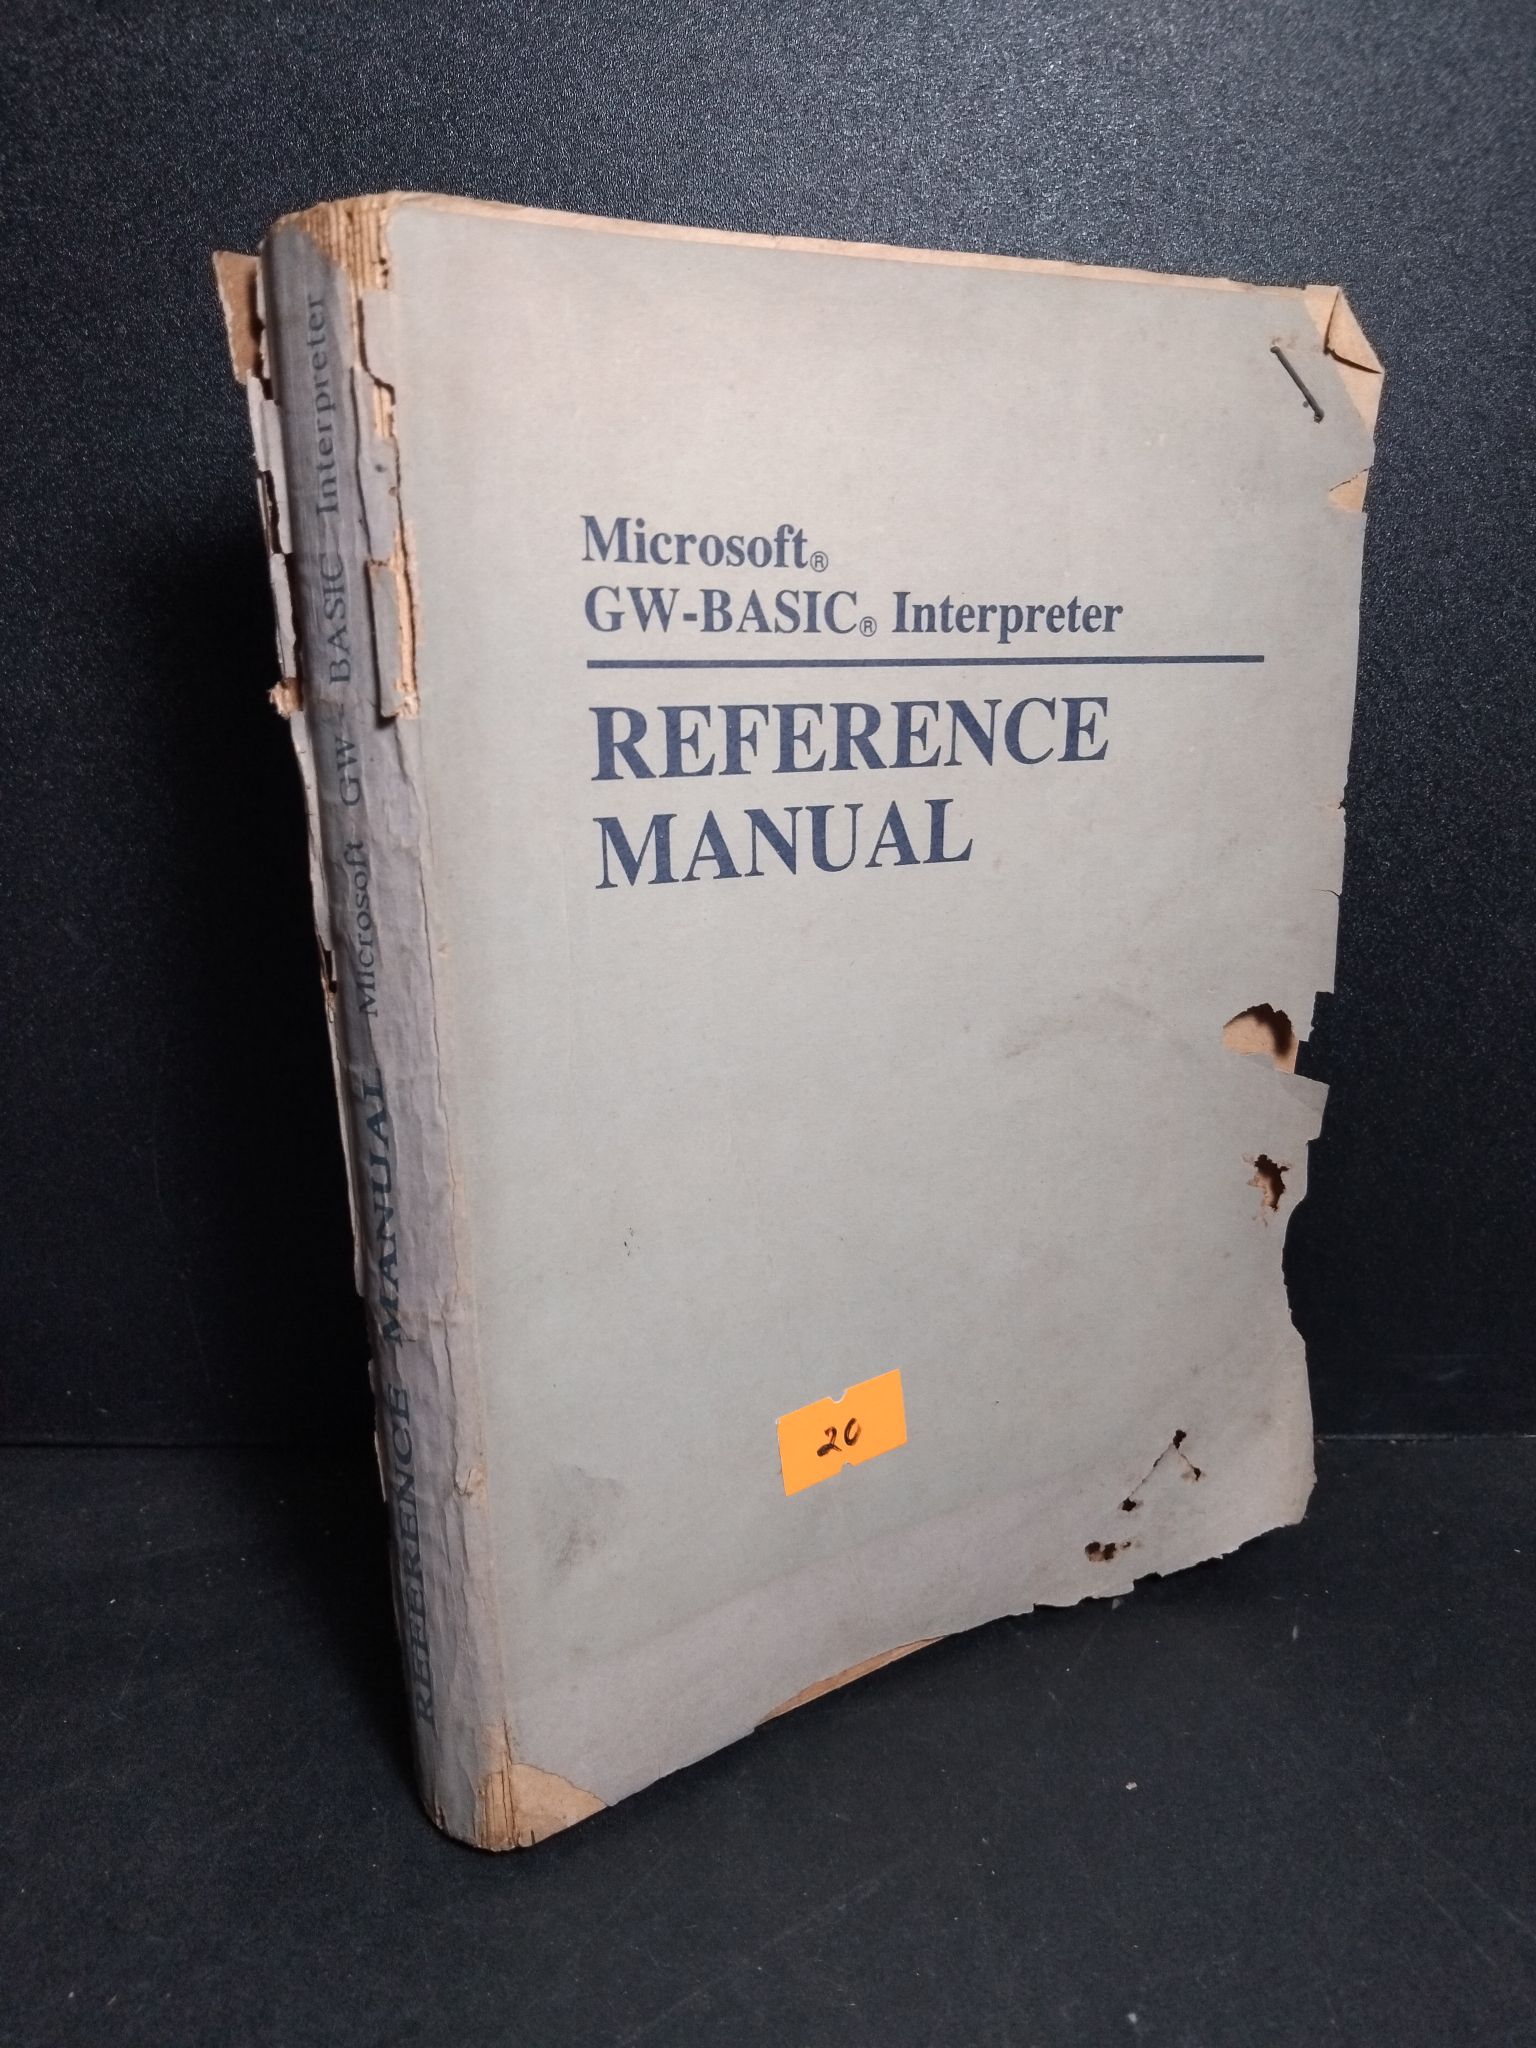 Microsoft®
GW-BASIC® Interpreter
REFERENCE
MANUAL
20
REFERENCE MANUAL Microsoft GW-BASIC Interpreter